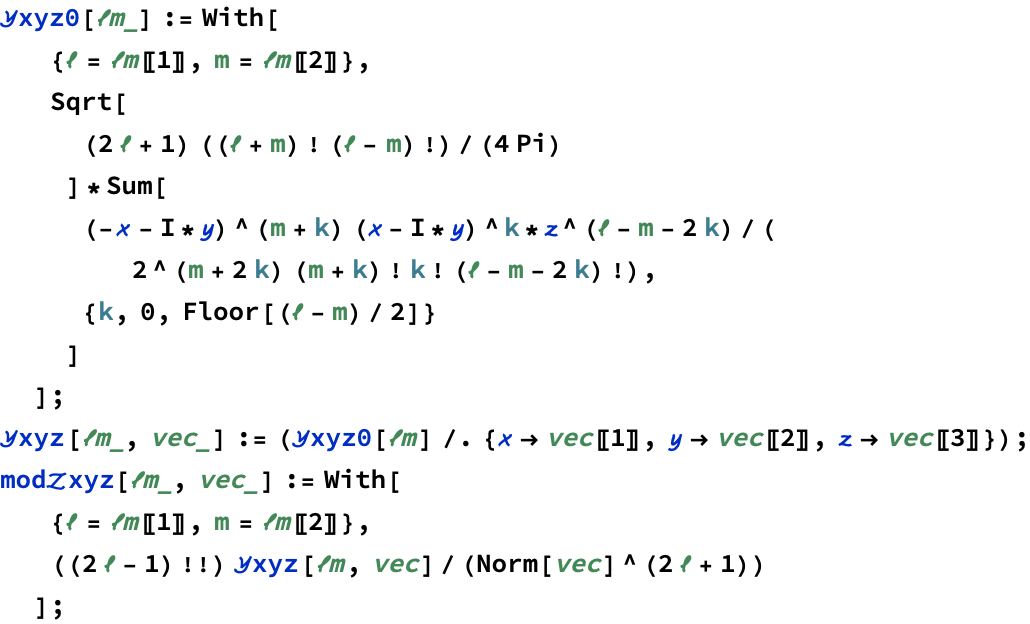 𝒴xyz0[ℓm_] := With[
{ℓ = ℓm〚1〛, m = ℓm〚2〛},
Sqrt[
(2 ℓ + 1) ((ℓ + m) ! (ℓ - m) !) / (4 Pi)
] * Sum[
(-x - I * y) ^ (m + k) (x - I * y) ^ k * z ^ (ℓ - m - 2 k) / (
2 ^ (m + 2 k) (m + k) ! k ! (ℓ - m - 2 k) !),
{k, 0, Floor[(ℓ - m) / 2]}
]
];
𝒴xyz[ℓm_, vec_] := (𝒴xyz0[ℓm] /. {x → vec〚1〛, y → vec〚2〛, z → vec〚3〛});
mod𝒵xyz[ℓm_, vec_] := With[
{ℓ = ℓm〚1〛, m = ℓm〚2〛},
((2 ℓ - 1) !!) 𝒴xyz[ℓm, vec] / (Norm[vec] ^ (2 ℓ + 1))
];